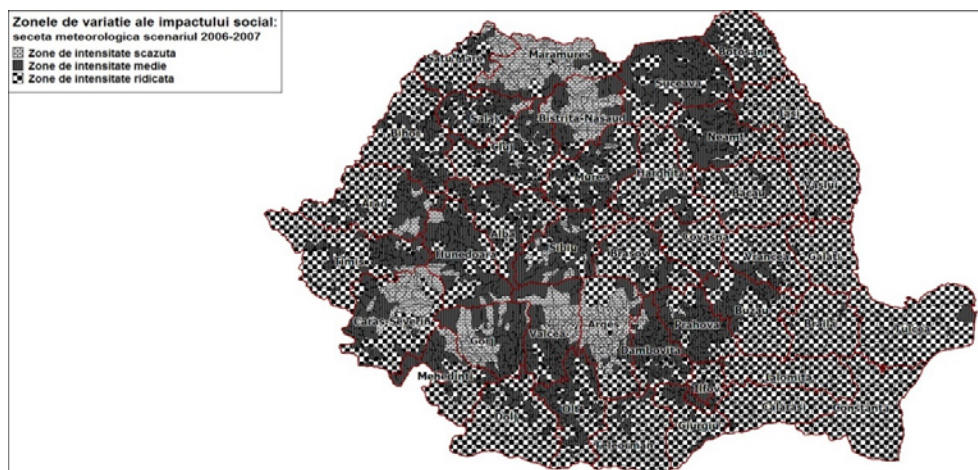 Zonele de variatie ale impactului social:
seceta meteorologica scenariul 2006-2007
Zone de intensitate scazuta
Zone de intensitate medie
Zone de intensitate ridicata
Maramures
Botosani
Suceava
Bistrita-Nasaud
Salaj
Iasi
Bihor
Neamt
Cluj
Mures
Harghita
Bacau
Vaslui
Arad
Alba
Sibiu
Covasna
Hunedoara
Brasov
Timis
Vrancea
Galati
Caras-Severin
Gorj
Valcea
Arges
Prahova
Buzau
Braila
Tulcea
Dambovita
Mehedinti
Ilfov
Ialomita
Dolj
Olt
Calarasi
Constanta
Giurgiu
Teleorman